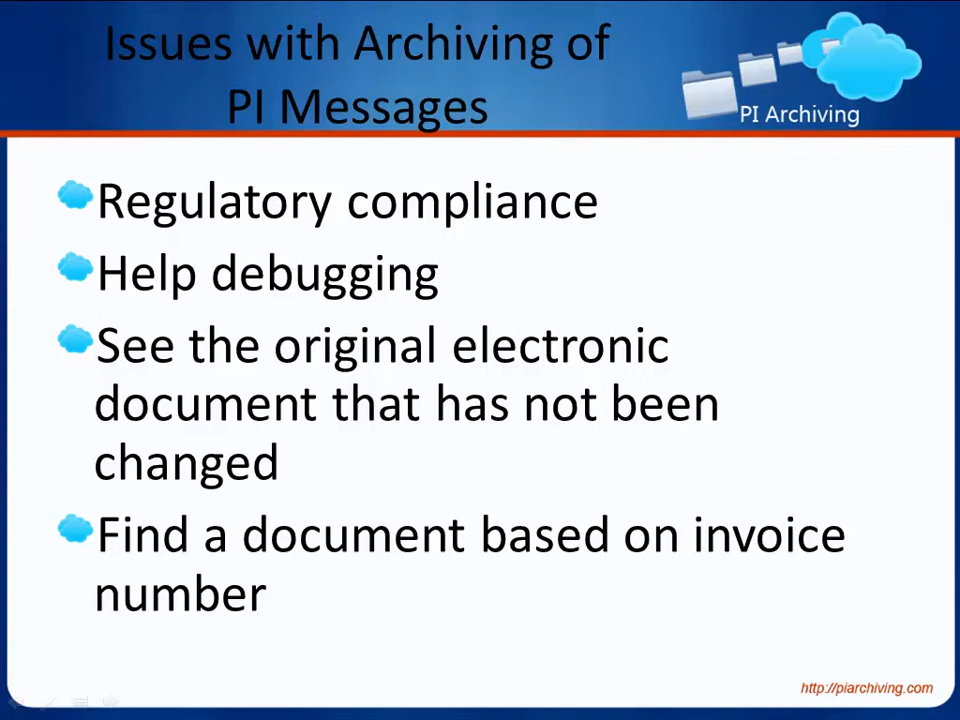 Issues with Archiving of
PI Messages
PI Archiving
Regulatory compliance
Help debugging
See the original electronic
document that has not been
changed
Find a document based on invoice
number
http://piarchiving.com